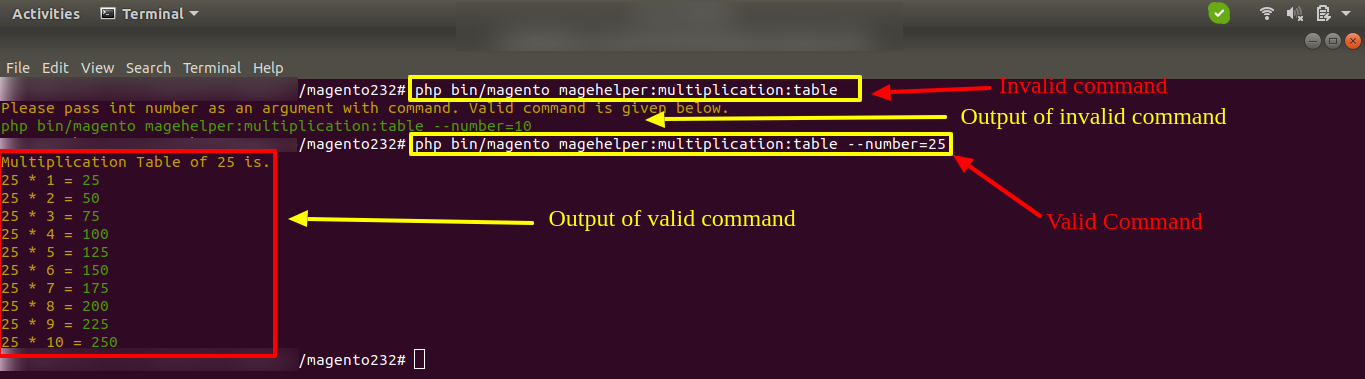 Activities Terminal
File Edit View Search Terminal Help
/magento232# php bin/magento magehelper:multiplication:table
Invalid command
Please pass int number as an argument with command. Valid command is given below.
Output of invalid command
php bin/magento magehelper:multiplication:table --number=10
/magento232# php bin/magento magehelper:multiplication:table --number=25
Valid Command
Multiplication Table of 25 is.
25 * 1 = 25
25 * 2 = 50
25 * 3 = 75
Output of valid command
25 * 4 = 100
25 * 5 = 125
25 * 6 = 150
25 * 7 = 175
25 * 8 = 200
25 * 9 = 225
25 * 10 = 250
/magento232#